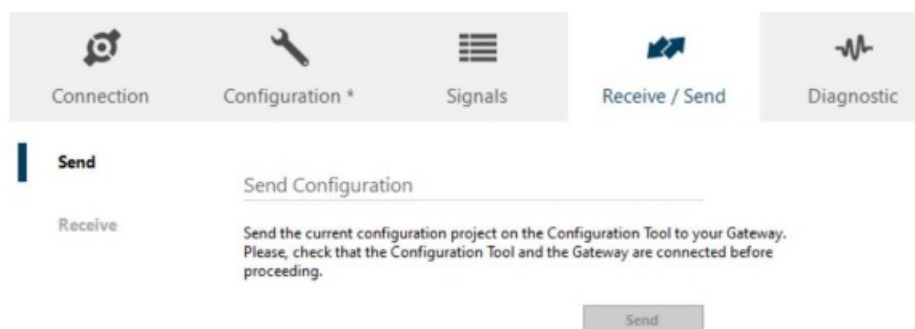 Connection
Configuration *
Signals
Receive / Send
Diagnostic
Send
Send Configuration
Receive
Send the current configuration project on the Configuration Tool to your Gateway.
Please, check that the Configuration Tool and the Gateway are connected before
proceeding.
Send